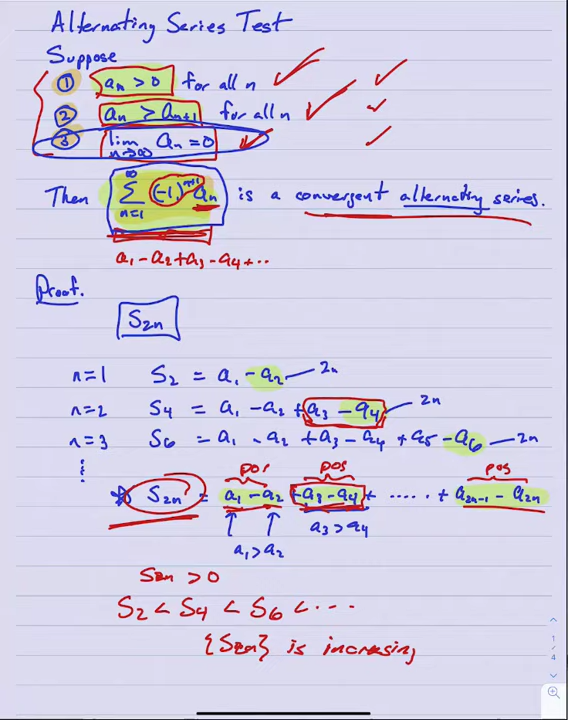 Alternating Series Test
Suppose
① aₙ > 0 for all n
② aₙ > aₙ₊₁ for all n
③ lim n→∞ aₙ = 0
Then ∑ n=1 ∞ (-1)ⁿ⁺¹ aₙ is a convergent alternating series.
a₁ - a₂ + a₃ - a₄ + ...
Proof.
S₂ₙ
n=1 S₂ = a₁ - a₂ — 2n
n=2 S₄ = a₁ - a₂ + a₃ - a₄ — 2n
n=3 S₆ = a₁ - a₂ + a₃ - a₄ + a₅ - a₆ — 2n
⋮
pos pos pos
S₂ₙ = a₁ - a₂ + a₃ - a₄ + ..... + a₂ₙ₋₁ - a₂ₙ
a₁ > a₂ a₃ > a₄
S₂ₙ > 0
S₂ < S₄ < S₆ < ...
{S₂ₙ} is increasing
1
4